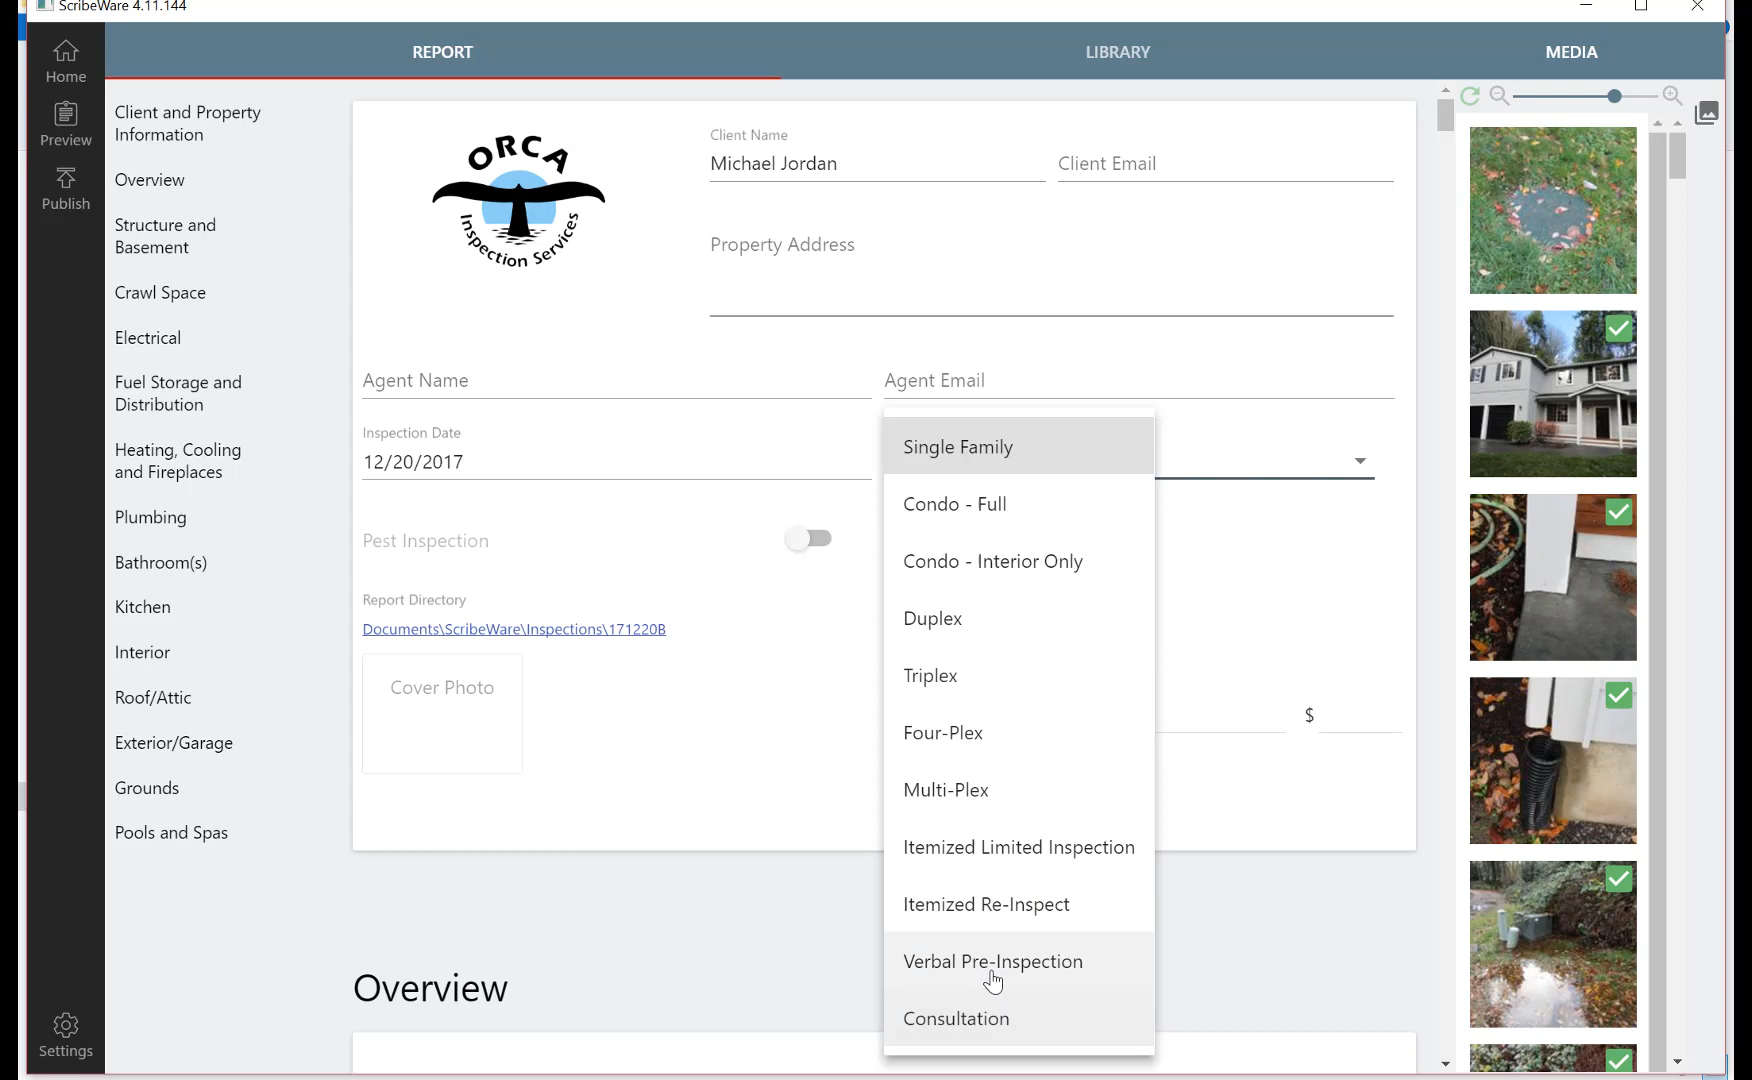 ScribeWare 4.11.144
Home
Preview
Publish
Settings
REPORT
LIBRARY
MEDIA
Client and Property
Information
Overview
Structure and
Basement
Crawl Space
Electrical
Fuel Storage and
Distribution
Heating, Cooling
and Fireplaces
Plumbing
Bathroom(s)
Kitchen
Interior
Roof/Attic
Exterior/Garage
Grounds
Pools and Spas
ORCA
Inspection Services
Client Name
Michael Jordan
Client Email
Property Address
Agent Name
Agent Email
Inspection Date
12/20/2017
Pest Inspection
Report Directory
Documents\ScribeWare\Inspections\171220B
Cover Photo
Single Family
Condo - Full
Condo - Interior Only
Duplex
Triplex
Four-Plex
Multi-Plex
Itemized Limited Inspection
Itemized Re-Inspect
Verbal Pre-Inspection
Consultation
$
Overview